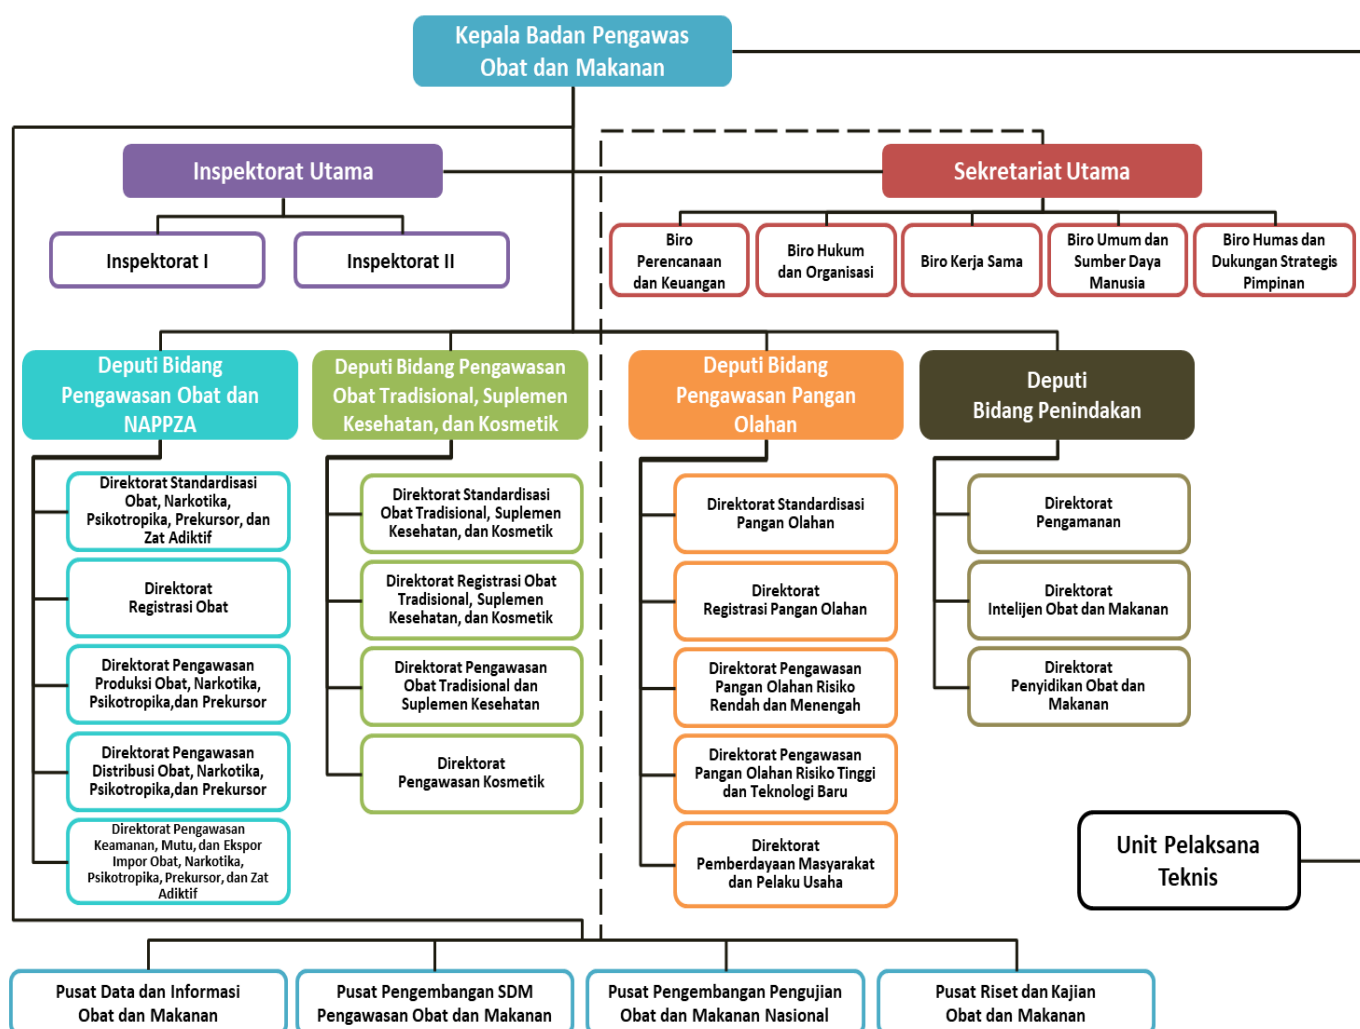 Kepala Badan Pengawas
Obat dan Makanan
Inspektorat Utama
Sekretariat Utama
Inspektorat I
Inspektorat II
Biro
Perencanaan
dan Keuangan
Biro Hukum
dan Organisasi
Biro Kerja Sama
Biro Umum dan
Sumber Daya
Manusia
Biro Humas dan
Dukungan Strategis
Pimpinan
Deputi Bidang
Pengawasan Obat dan
NAPPZA
Deputi Bidang Pengawasan
Obat Tradisional, Suplemen
Kesehatan, dan Kosmetik
Deputi Bidang
Pengawasan Pangan
Olahan
Deputi
Bidang Penindakan
Direktorat Standardisasi
Obat, Narkotika,
Psikotropika, Prekursor, dan
Zat Adiktif
Direktorat
Registrasi Obat
Direktorat Pengawasan
Produksi Obat, Narkotika,
Psikotropika,dan Prekursor
Direktorat Pengawasan
Distribusi Obat, Narkotika,
Psikotropika,dan Prekursor
Direktorat Pengawasan
Keamanan, Mutu, dan Ekspor
Impor Obat, Narkotika,
Psikotropika, Prekursor, dan Zat
Adiktif
Direktorat Standardisasi
Obat Tradisional, Suplemen
Kesehatan, dan Kosmetik
Direktorat Registrasi Obat
Tradisional, Suplemen
Kesehatan, dan Kosmetik
Direktorat Pengawasan
Obat Tradisional dan
Suplemen Kesehatan
Direktorat
Pengawasan Kosmetik
Direktorat Standardisasi
Pangan Olahan
Direktorat
Registrasi Pangan Olahan
Direktorat Pengawasan
Pangan Olahan Risiko
Rendah dan Menengah
Direktorat Pengawasan
Pangan Olahan Risiko Tinggi
dan Teknologi Baru
Direktorat
Pemberdayaan Masyarakat
dan Pelaku Usaha
Direktorat
Pengamanan
Direktorat
Intelijen Obat dan Makanan
Direktorat
Penyidikan Obat dan
Makanan
Unit Pelaksana
Teknis
Pusat Data dan Informasi
Obat dan Makanan
Pusat Pengembangan SDM
Pengawasan Obat dan Makanan
Pusat Pengembangan Pengujian
Obat dan Makanan Nasional
Pusat Riset dan Kajian
Obat dan Makanan